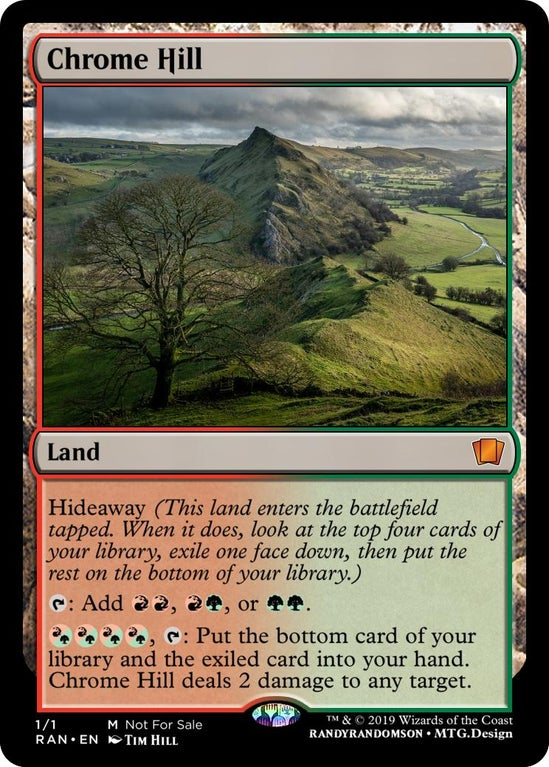 Chrome Hill
Land
Hideaway (This land enters the battlefield
tapped. When it does, look at the top four cards of
your library, exile one face down, then put the
rest on the bottom of your library.)
: Add , , or .
, : Put the bottom card of your
library and the exiled card into your hand.
Chrome Hill deals 2 damage to any target.
1/1 M Not For Sale
RAN • EN Tim Hill
™ & © 2019 Wizards of the Coast
RANDYRANDOMSON • MTG.Design